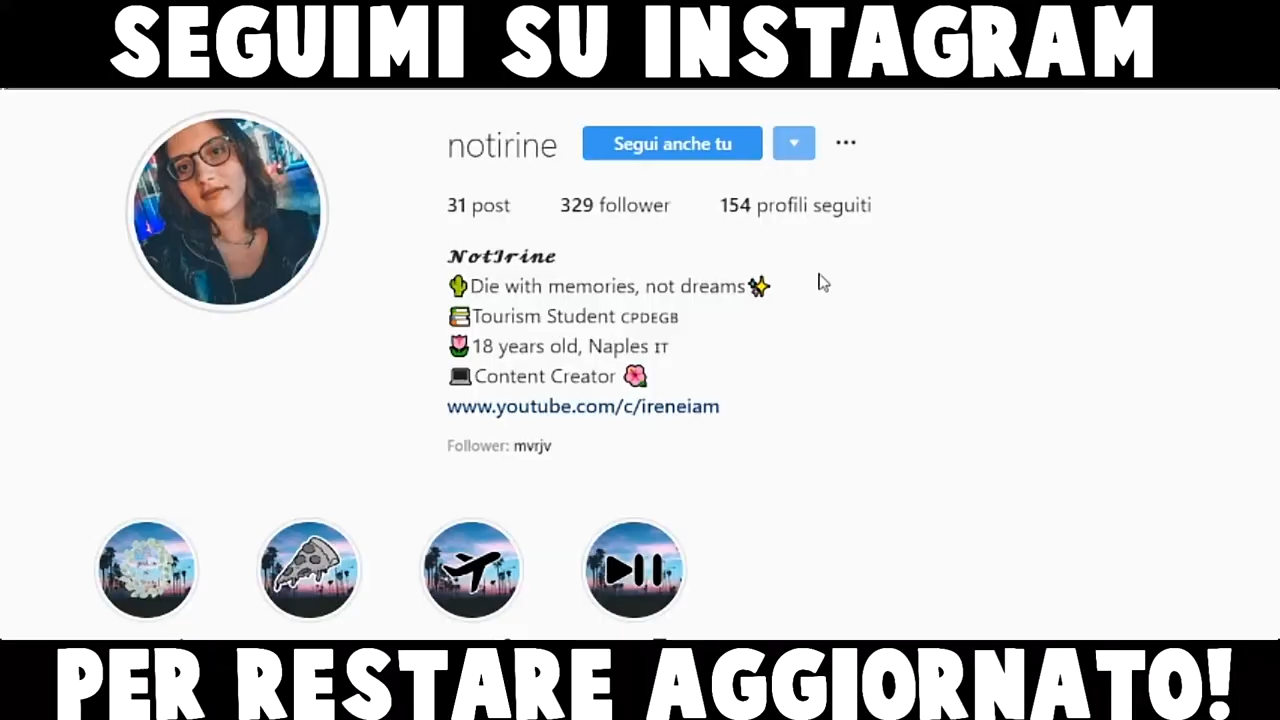 SEGUIMI SU INSTAGRAM
notirine Segui anche tu
31 post 329 follower 154 profili seguiti
NotIrine
Die with memories, not dreams
Tourism Student CPDEGB
18 years old, Naples IT
Content Creator
www.youtube.com/c/ireneiam
Follower: mvrjv
PER RESTARE AGGIORNATO!